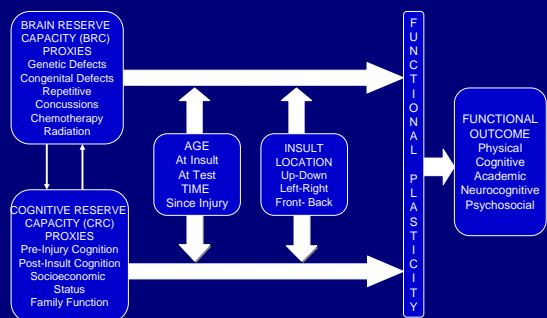 BRAIN RESERVE
CAPACITY (BRC)
PROXIES
Genetic Defects
Congenital Defects
Repetitive
Concussions
Chemotherapy
Radiation
COGNITIVE RESERVE
CAPACITY (CRC)
PROXIES
Pre-Injury Cognition
Post-Insult Cognition
Socioeconomic
Status
Family Function
AGE
At Insult
At Test
TIME
Since Injury
INSULT
LOCATION
Up-Down
Left-Right
Front- Back
F
U
N
C
T
I
O
N
A
L
P
L
A
S
T
I
C
I
T
Y
FUNCTIONAL
OUTCOME
Physical
Cognitive
Academic
Neurocognitive
Psychosocial